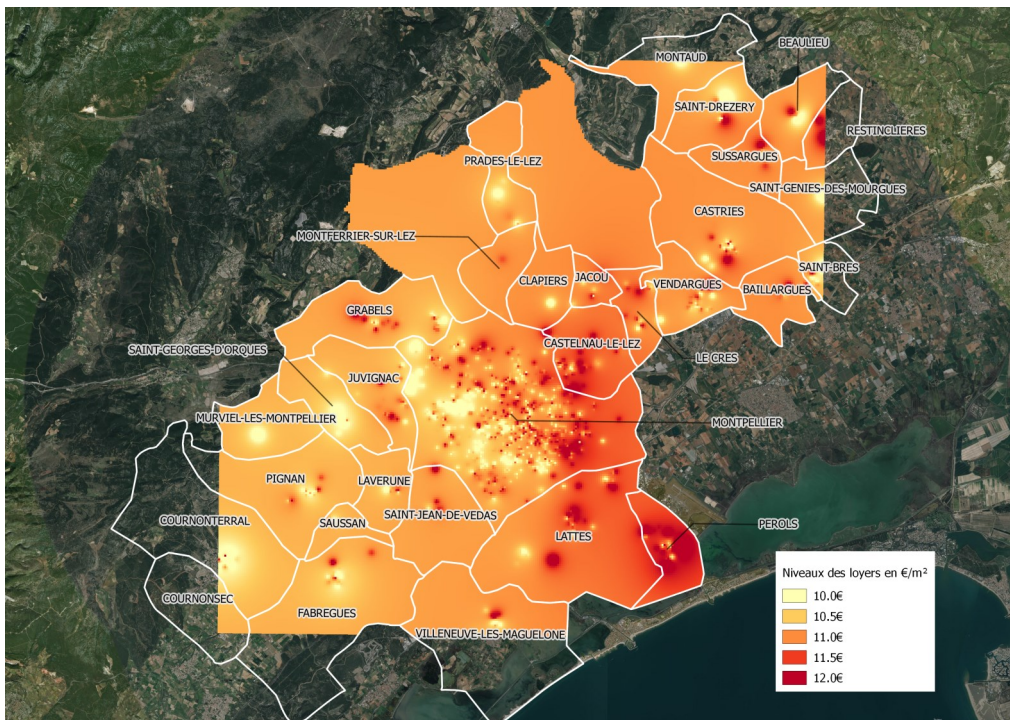 BEAULIEU
MONTAUD
SAINT-DREZERY
RESTINCLIERES
SUSSARGUES
PRADES-LE-LEZ
SAINT-GENIES-DES-MOURGUES
CASTRIES
MONTFERRIER-SUR-LEZ
SAINT-BRES
CLAPIERS
JACOU
VENDARGUES
BAILLARGUES
GRABELS
CASTELNAU-LE-LEZ
SAINT-GEORGES-D'ORQUES
LE CRES
JUVIGNAC
MURVIEL-LES-MONTPELLIER
MONTPELLIER
PIGNAN
LAVERUNE
SAINT-JEAN-DE-VEDAS
COURNONTERRAL
SAUSSAN
PEROLS
LATTES
COURNONSEC
FABREGUES
VILLENEUVE-LES-MAGUELONE
Niveaux des loyers en €/m²
10.0€
10.5€
11.0€
11.5€
12.0€